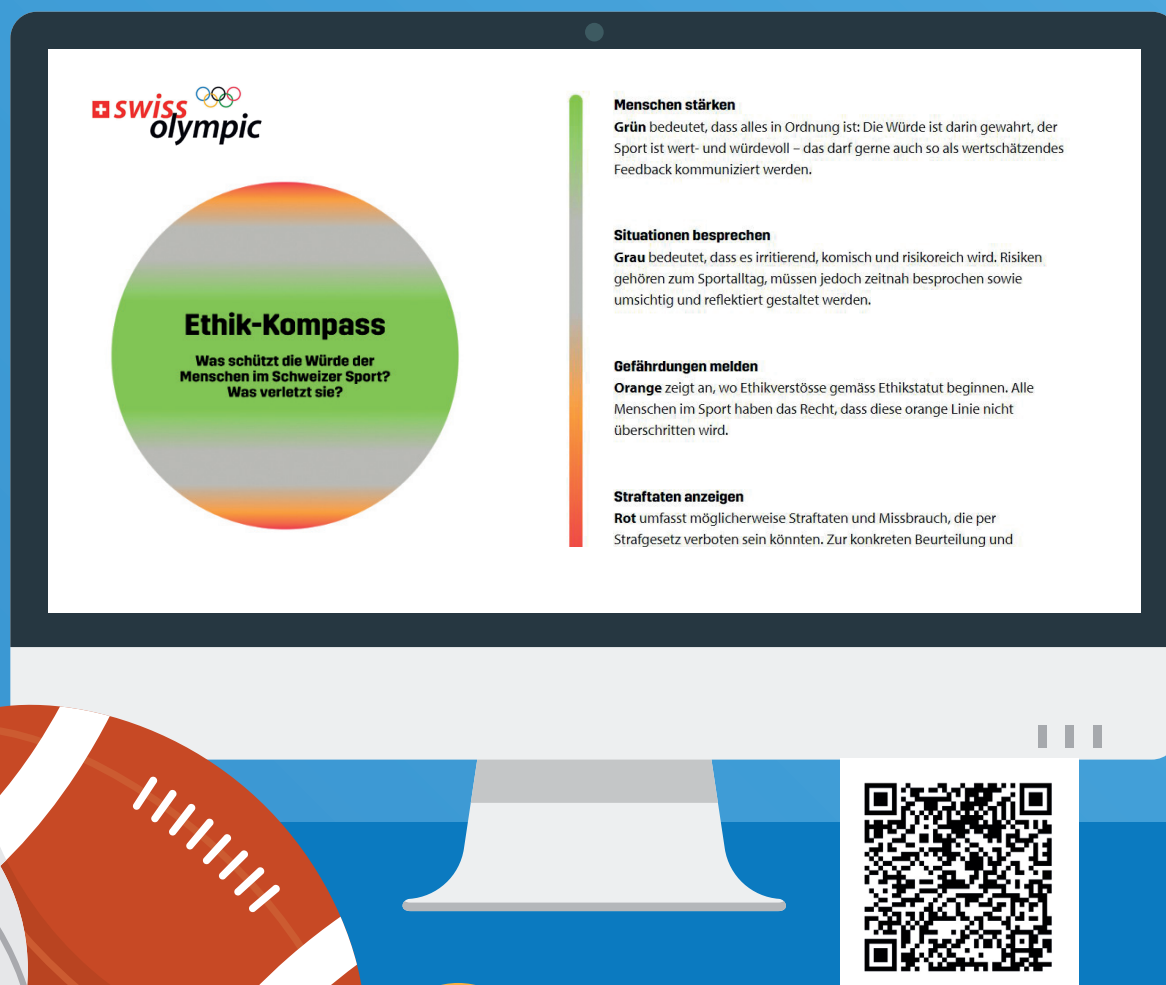 swiss
olympic
Ethik-Kompass
Was schützt die Würde der
Menschen im Schweizer Sport?
Was verletzt sie?
Menschen stärken
Grün bedeutet, dass alles in Ordnung ist: Die Würde ist darin gewahrt, der
Sport ist wert- und würdevoll – das darf gerne auch so als wertschätzendes
Feedback kommuniziert werden.
Situationen besprechen
Grau bedeutet, dass es irritierend, komisch und risikoreich wird. Risiken
gehören zum Sportalltag, müssen jedoch zeitnah besprochen sowie
umsichtig und reflektiert gestaltet werden.
Gefährdungen melden
Orange zeigt an, wo Ethikverstösse gemäss Ethikstatut beginnen. Alle
Menschen im Sport haben das Recht, dass diese orange Linie nicht
überschritten wird.
Straftaten anzeigen
Rot umfasst möglicherweise Straftaten und Missbrauch, die per
Strafgesetz verboten sein könnten. Zur konkreten Beurteilung und